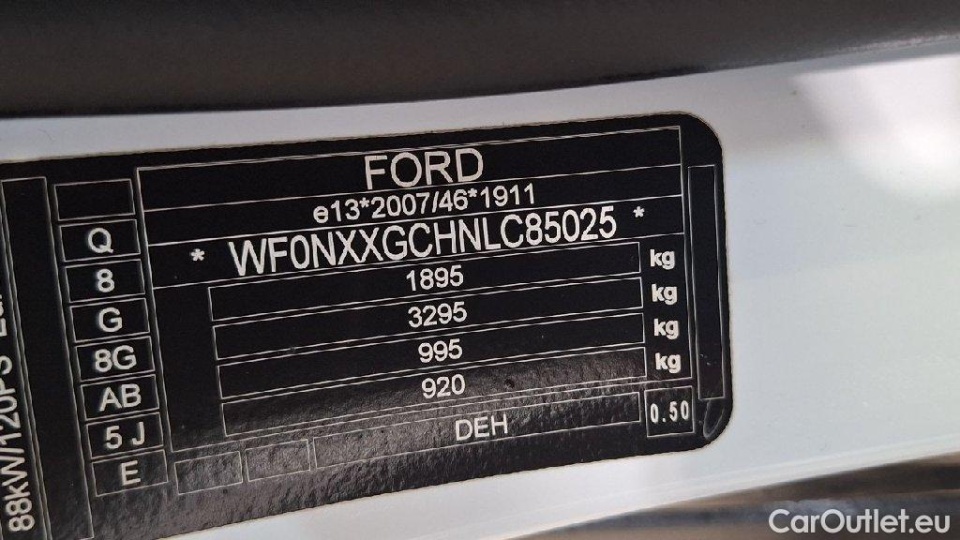 FORD
e13*2007/46*1911
* WF0NXXGCHNLC85025 *
1895 kg
3295 kg
995 kg
920 kg
DEH
0.50
Q
8
G
8G
AB
5 J
E
88kW/120PS
CarOutlet.eu